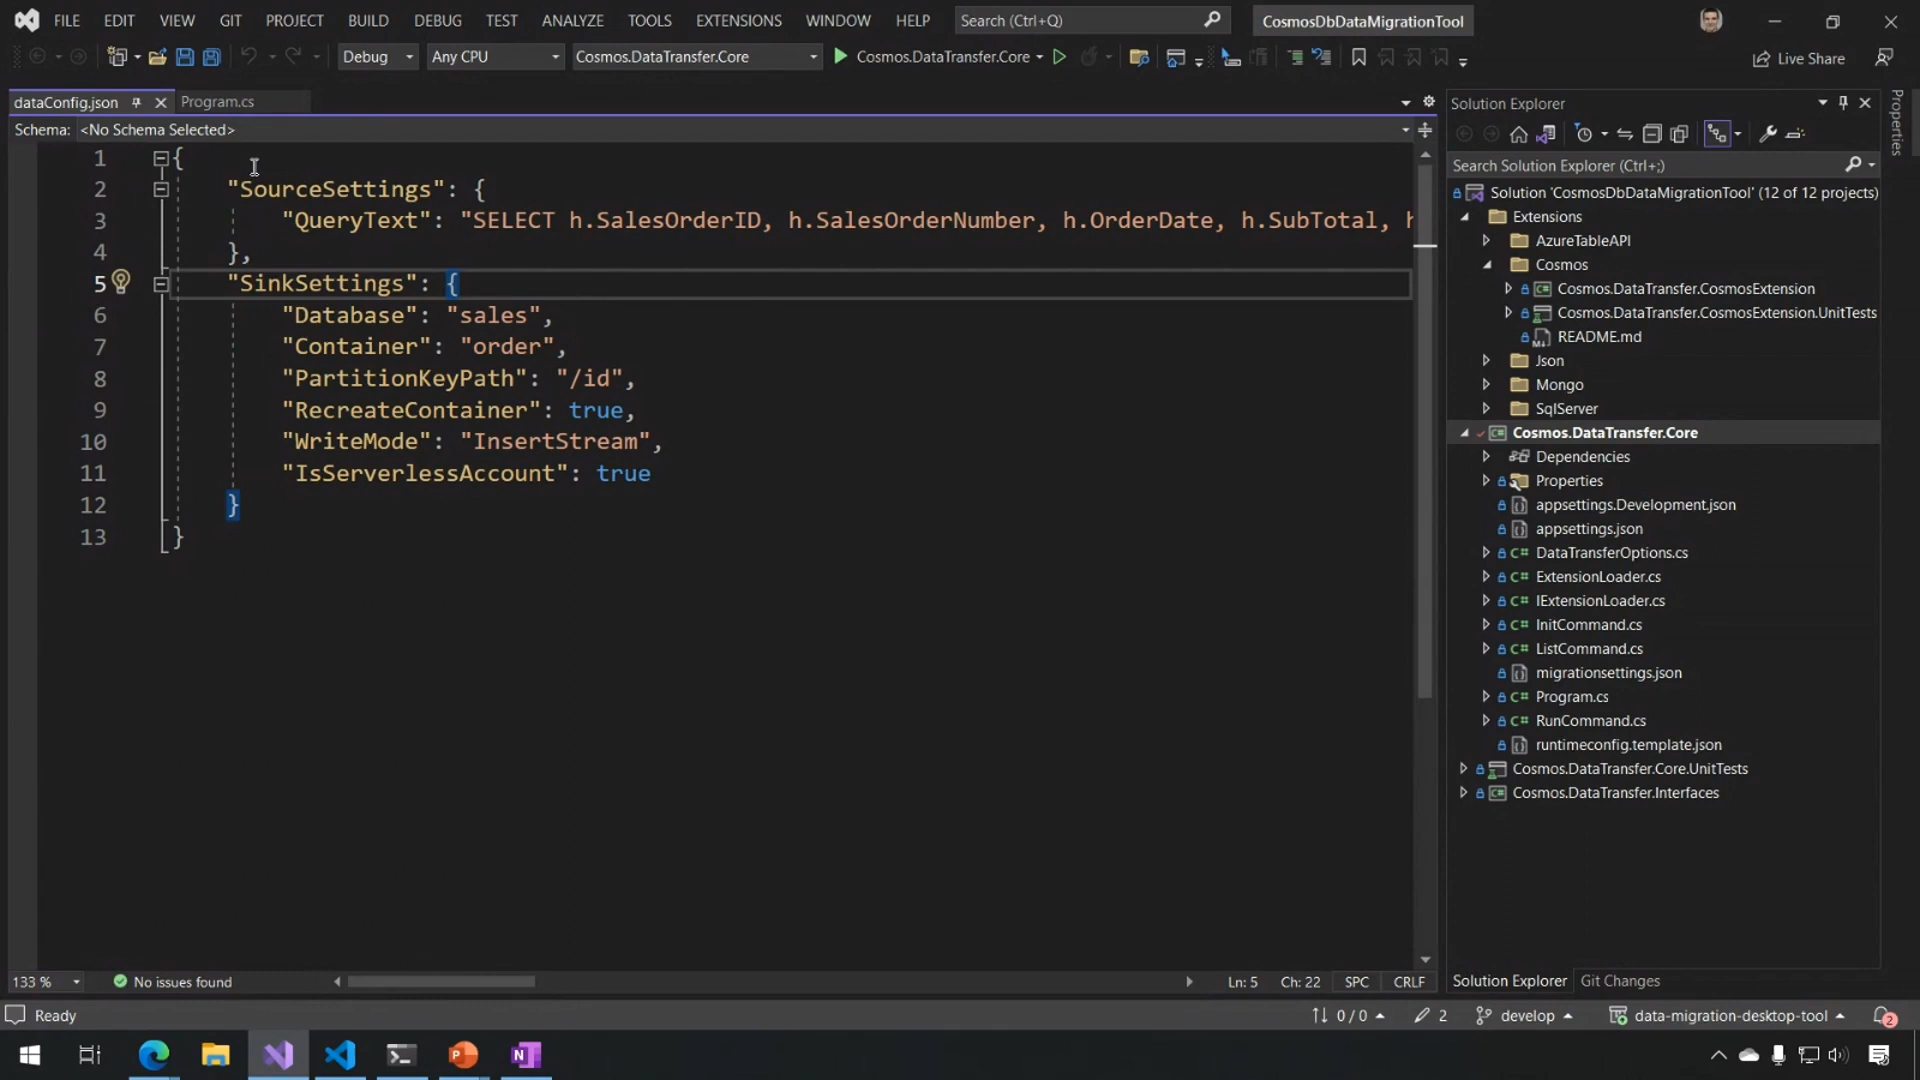 FILE EDIT VIEW GIT PROJECT BUILD DEBUG TEST ANALYZE TOOLS EXTENSIONS WINDOW HELP Search (Ctrl+Q) CosmosDbDataMigrationTool
Debug Any CPU Cosmos.DataTransfer.Core Cosmos.DataTransfer.Core Live Share
dataConfig.json Program.cs
Schema: <No Schema Selected>
1 {
2 "SourceSettings": {
3 "QueryText": "SELECT h.SalesOrderID, h.SalesOrderNumber, h.OrderDate, h.SubTotal, h
4 },
5 "SinkSettings": {
6 "Database": "sales",
7 "Container": "order",
8 "PartitionKeyPath": "/id",
9 "RecreateContainer": true,
10 "WriteMode": "InsertStream",
11 "IsServerlessAccount": true
12 }
13 }
133 % No issues found Ln: 5 Ch: 22 SPC CRLF
Solution Explorer
Search Solution Explorer (Ctrl+;)
Solution 'CosmosDbDataMigrationTool' (12 of 12 projects)
Extensions
AzureTableAPI
Cosmos
Cosmos.DataTransfer.CosmosExtension
Cosmos.DataTransfer.CosmosExtension.UnitTests
README.md
Json
Mongo
SqlServer
Cosmos.DataTransfer.Core
Dependencies
Properties
appsettings.Development.json
appsettings.json
DataTransferOptions.cs
ExtensionLoader.cs
IExtensionLoader.cs
InitCommand.cs
ListCommand.cs
migrationsettings.json
Program.cs
RunCommand.cs
runtimeconfig.template.json
Cosmos.DataTransfer.Core.UnitTests
Cosmos.DataTransfer.Interfaces
Solution Explorer Git Changes
Properties
Ready 0 / 0 2 develop data-migration-desktop-tool 2